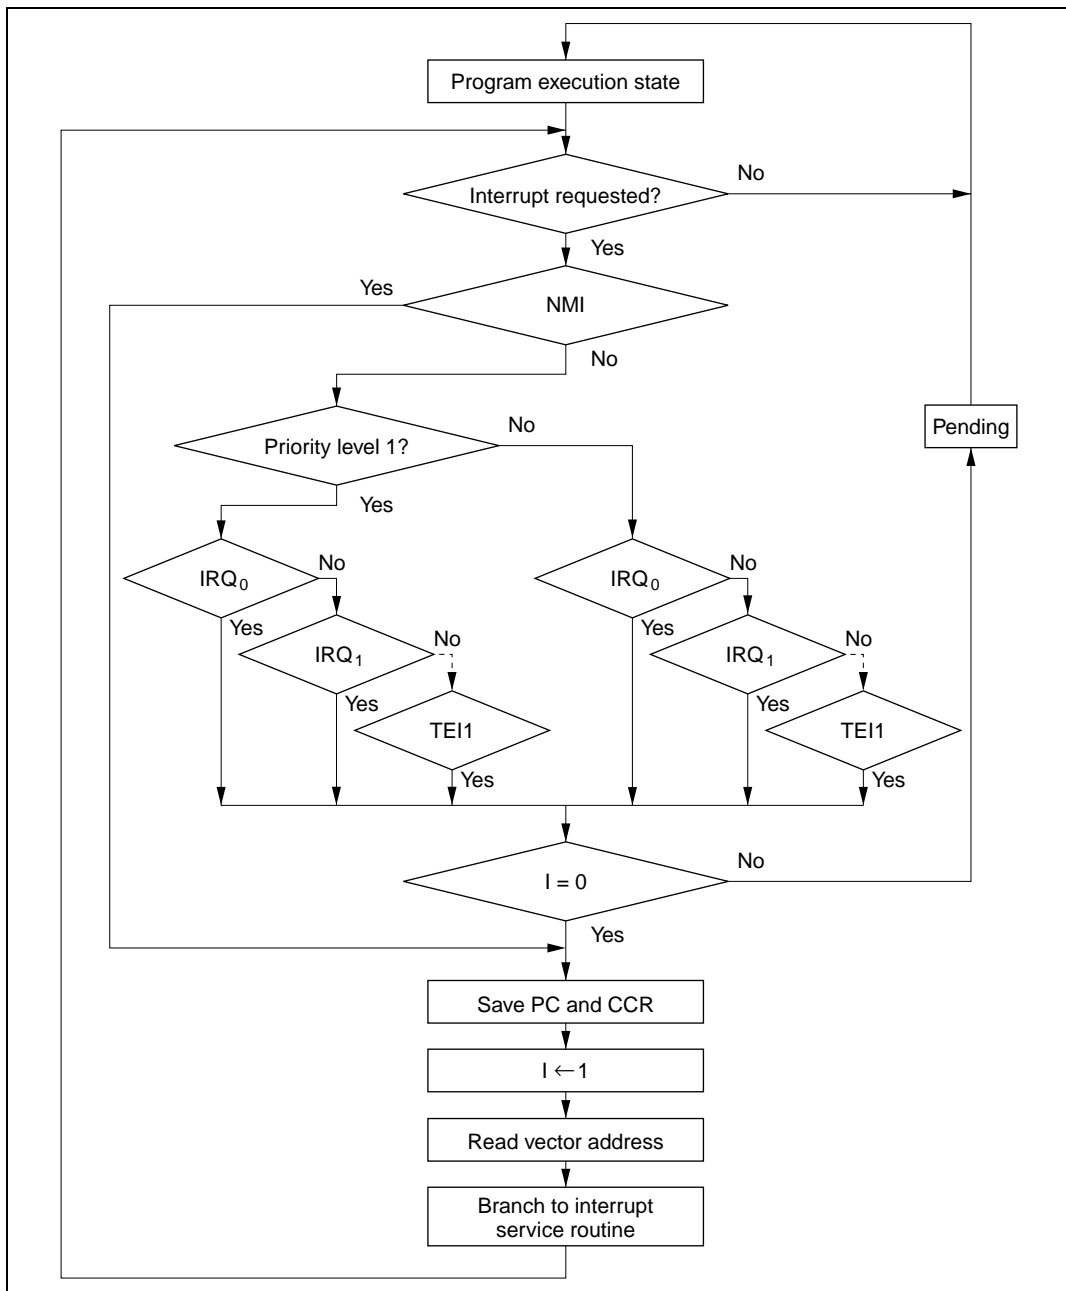 Program execution state
No
Interrupt requested?
Yes
Yes
NMI
No
No
Pending
Priority level 1?
Yes
No
No
IRQ0
IRQ0
Yes
No
Yes
No
IRQ1
IRQ1
Yes
Yes
TEI1
TEI1
Yes
Yes
No
I = 0
Yes
Save PC and CCR
I ← 1
Read vector address
Branch to interrupt
service routine